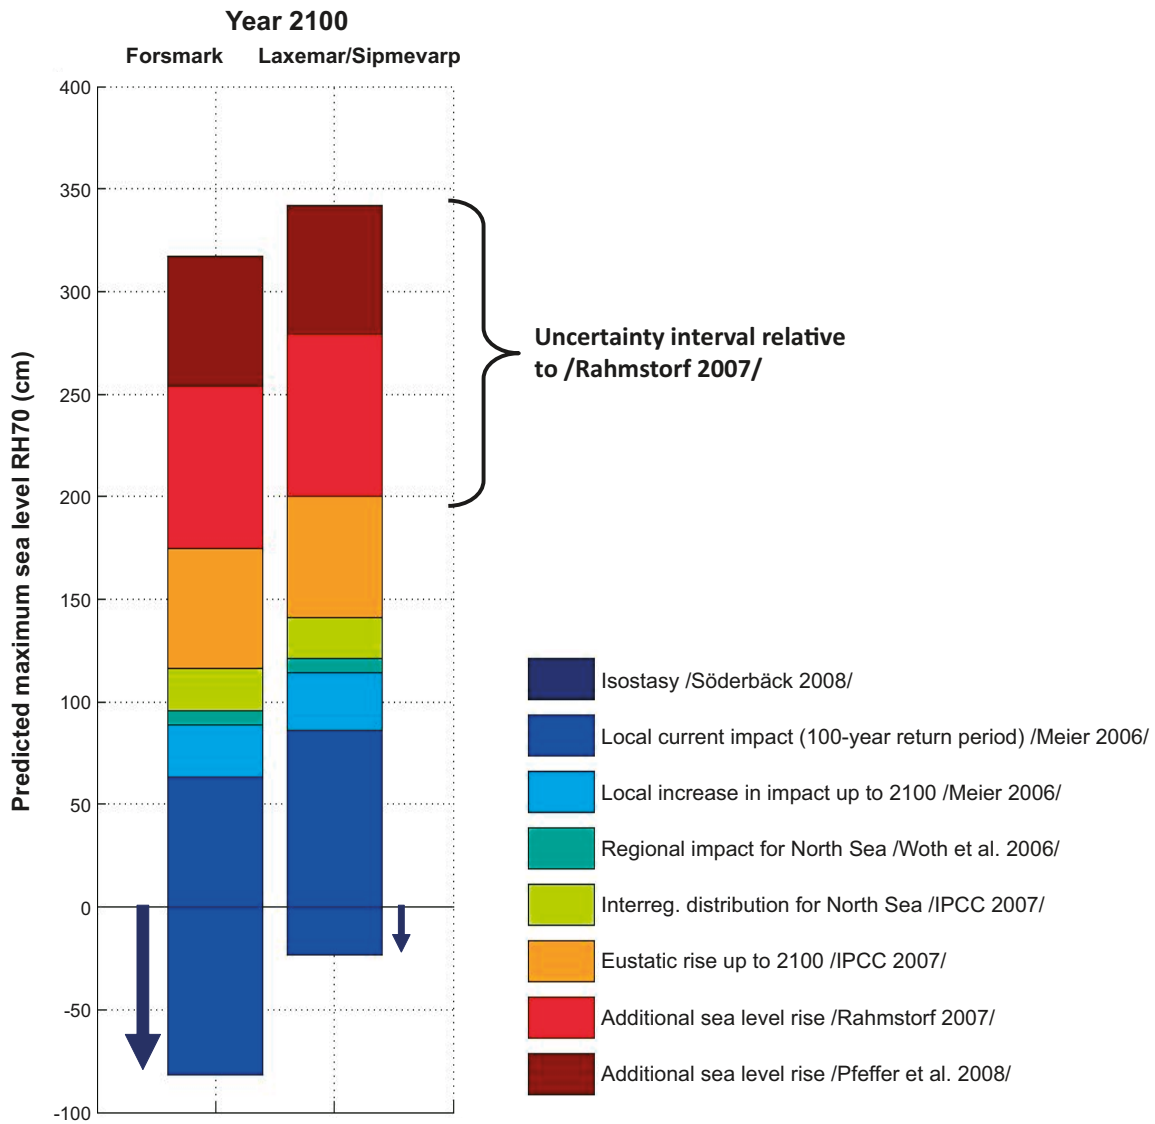 Year 2100
Forsmark
Laxemar/Sipmevarp
Predicted maximum sea level RH70 (cm)
400
350
300
250
200
150
100
50
0
-50
-100
Uncertainty interval relative
to /Rahmstorf 2007/
Isostasy /Söderbäck 2008/
Local current impact (100-year return period) /Meier 2006/
Local increase in impact up to 2100 /Meier 2006/
Regional impact for North Sea /Woth et al. 2006/
Interreg. distribution for North Sea /IPCC 2007/
Eustatic rise up to 2100 /IPCC 2007/
Additional sea level rise /Rahmstorf 2007/
Additional sea level rise /Pfeffer et al. 2008/